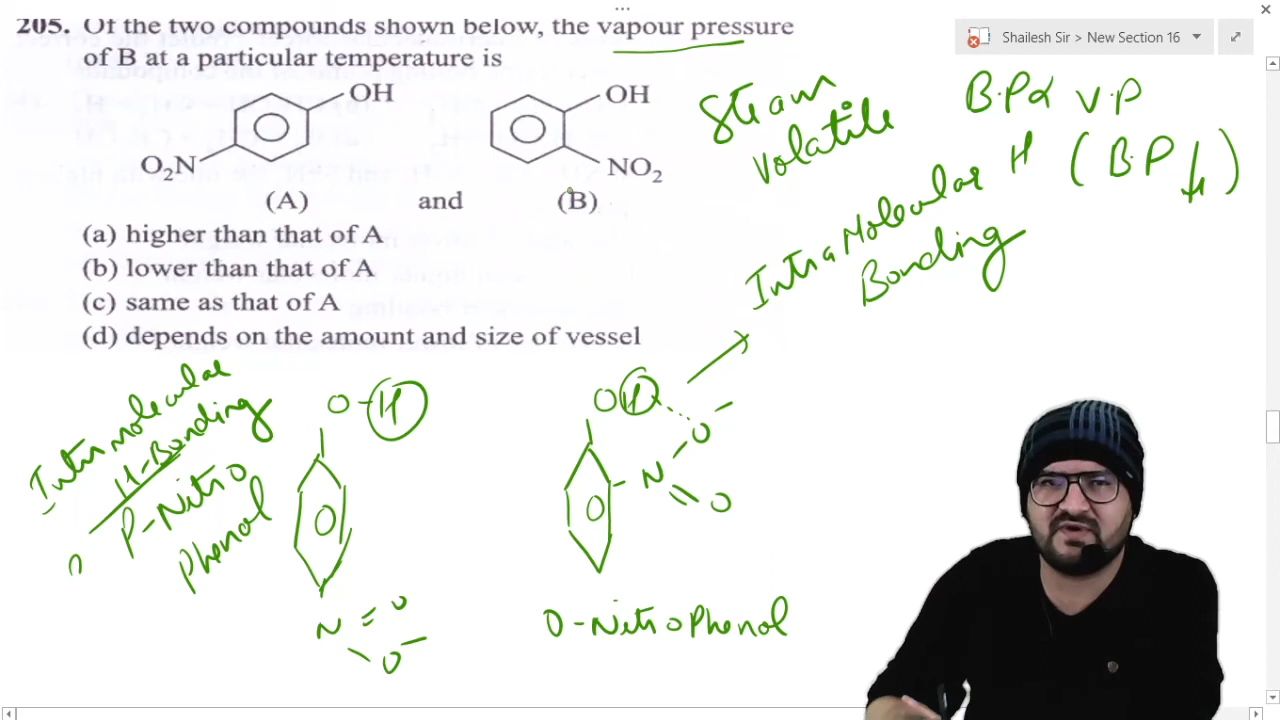 Shailesh Sir > New Section 16
205. Of the two compounds shown below, the vapour pressure
of B at a particular temperature is
OH
O2N
(A)
and
OH
NO2
(B)
(a) higher than that of A
(b) lower than that of A
(c) same as that of A
(d) depends on the amount and size of vessel
Steam
Volatile
B.P α V.P
(B.P ↓)
IntraMolecular H
Bonding
Intermolecular
H-Bonding
P-Nitro
Phenol
O-H
N=O
O-
OH
O-
N
O
O
O
O-NitroPhenol